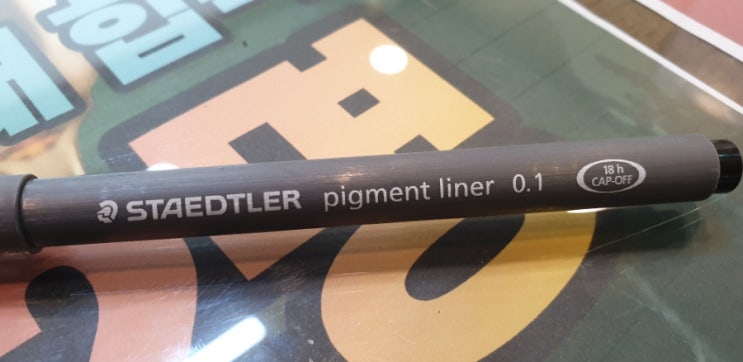 STAEDTLER pigment liner 0.1
18 h
CAP-OFF